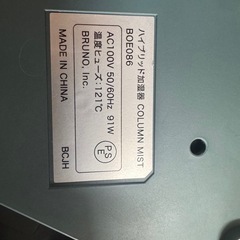 ハイブリッド加湿器 COLUMN MIST
BOE086
AC100V 50/60Hz 91W
温度ヒューズ:121℃
BRUNO, Inc.
PS
E
MADE IN CHINA
BCJH